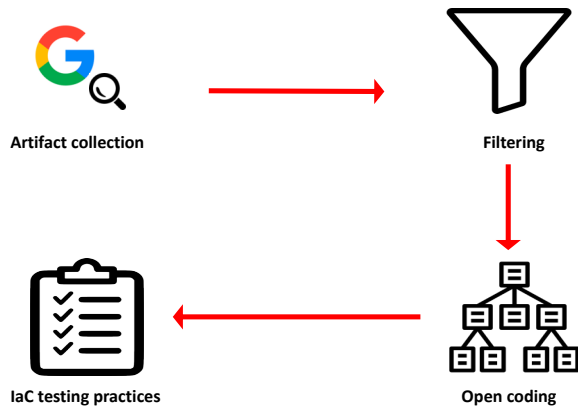 Artifact collection
Filtering
IaC testing practices
Open coding